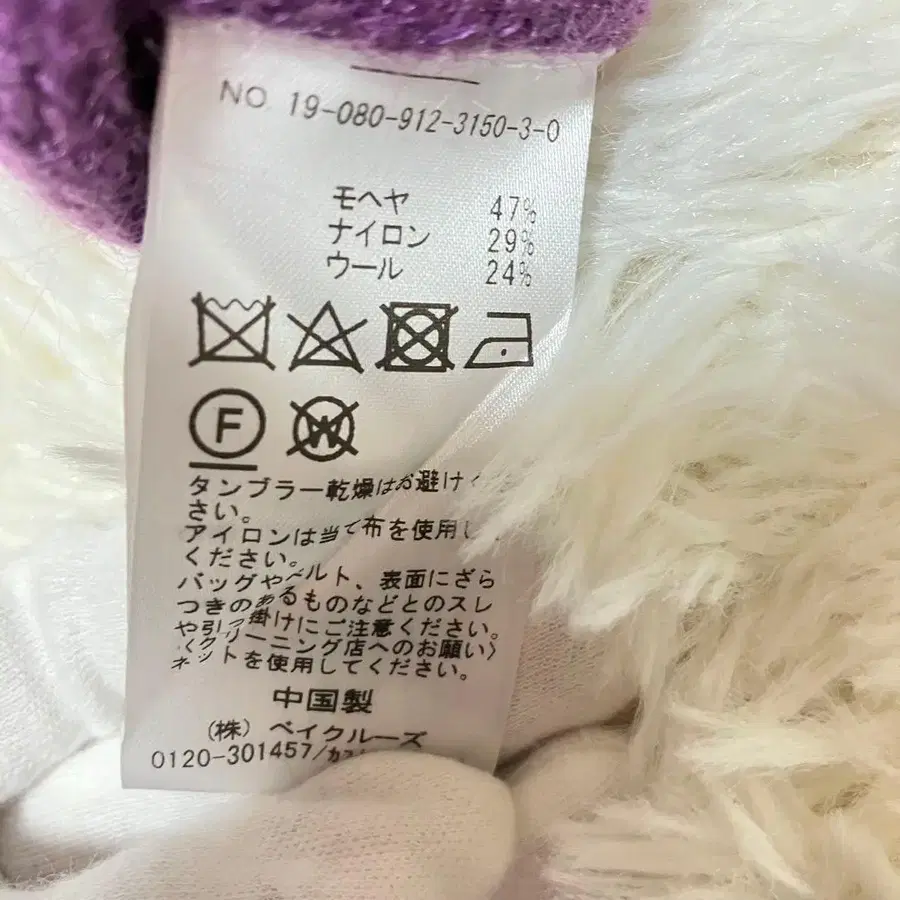 NO. 19-080-912-3150-3-0
モヘヤ 47%
ナイロン 29%
ウール 24%
F
W
タンブラー乾燥はお避けく
さい。
アイロンは当て布を使用し
ください。
バッグやベルト、表面にざら
つきのあるものなどとのスレ
や引っ掛けにご注意ください。
〈クリーニング店へのお願い〉
ネットを使用してください。
中国製
(株) ベイクルーズ
0120-301457/カス